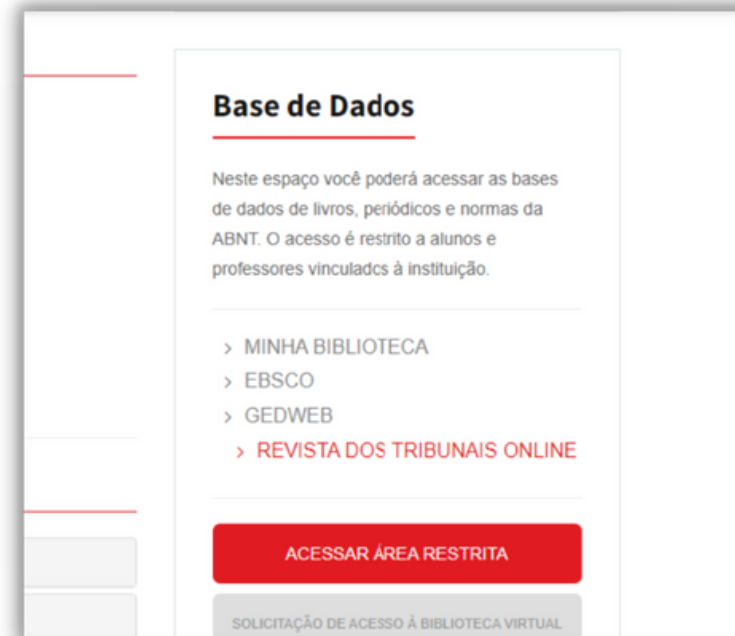 Base de Dados
Neste espaço você poderá acessar as bases
de dados de livros, periódicos e normas da
ABNT. O acesso é restrito a alunos e
professores vinculados à instituição.
> MINHA BIBLIOTECA
> EBSCO
> GEDWEB
> REVISTA DOS TRIBUNAIS ONLINE
ACESSAR ÁREA RESTRITA
SOLICITAÇÃO DE ACESSO À BIBLIOTECA VIRTUAL